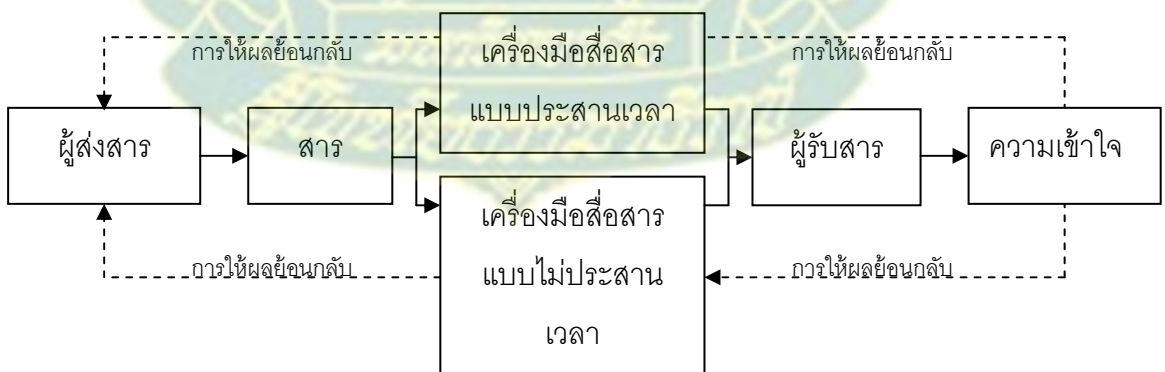 การให้ผลย้อนกลับ
เครื่องมือสื่อสาร
แบบประสานเวลา
การให้ผลย้อนกลับ
ผู้ส่งสาร
สาร
ผู้รับสาร
ความเข้าใจ
การให้ผลย้อนกลับ
เครื่องมือสื่อสาร
แบบไม่ประสาน
เวลา
การให้ผลย้อนกลับ